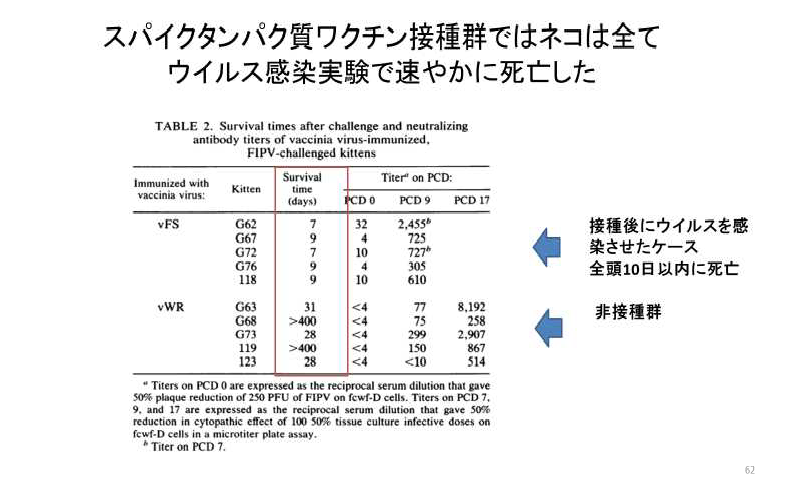 スパイクタンパク質ワクチン接種群ではネコは全て
ウイルス感染実験で速やかに死亡した
TABLE 2. Survival times after challenge and neutralizing
antibody titers of vaccinia virus-immunized,
FIPV-challenged kittens
Immunized with vaccinia virus: Kitten Survival time (days) Titerᵃ on PCD:
PCD 0 PCD 9 PCD 17
vFS G62 7 32 2,455ᵇ
G67 9 4 725
G72 7 10 727ᵇ
G76 9 4 305
118 9 10 610
vWR G63 31 <4 77 8,192
G68 >400 <4 75 258
G73 28 <4 299 2,907
119 >400 <4 150 867
123 28 <4 <10 514
ᵃ Titers on PCD 0 are expressed as the reciprocal serum dilution that gave
50% plaque reduction of 250 PFU of FIPV on fcwf-D cells. Titers on PCD 7,
9, and 17 are expressed as the reciprocal serum dilution that gave 50%
reduction in cytopathic effect of 100 50% tissue culture infective doses on
fcwf-D cells in a microtiter plate assay.
ᵇ Titer on PCD 7.
接種後にウイルスを感
染させたケース
全頭10日以内に死亡
非接種群
62